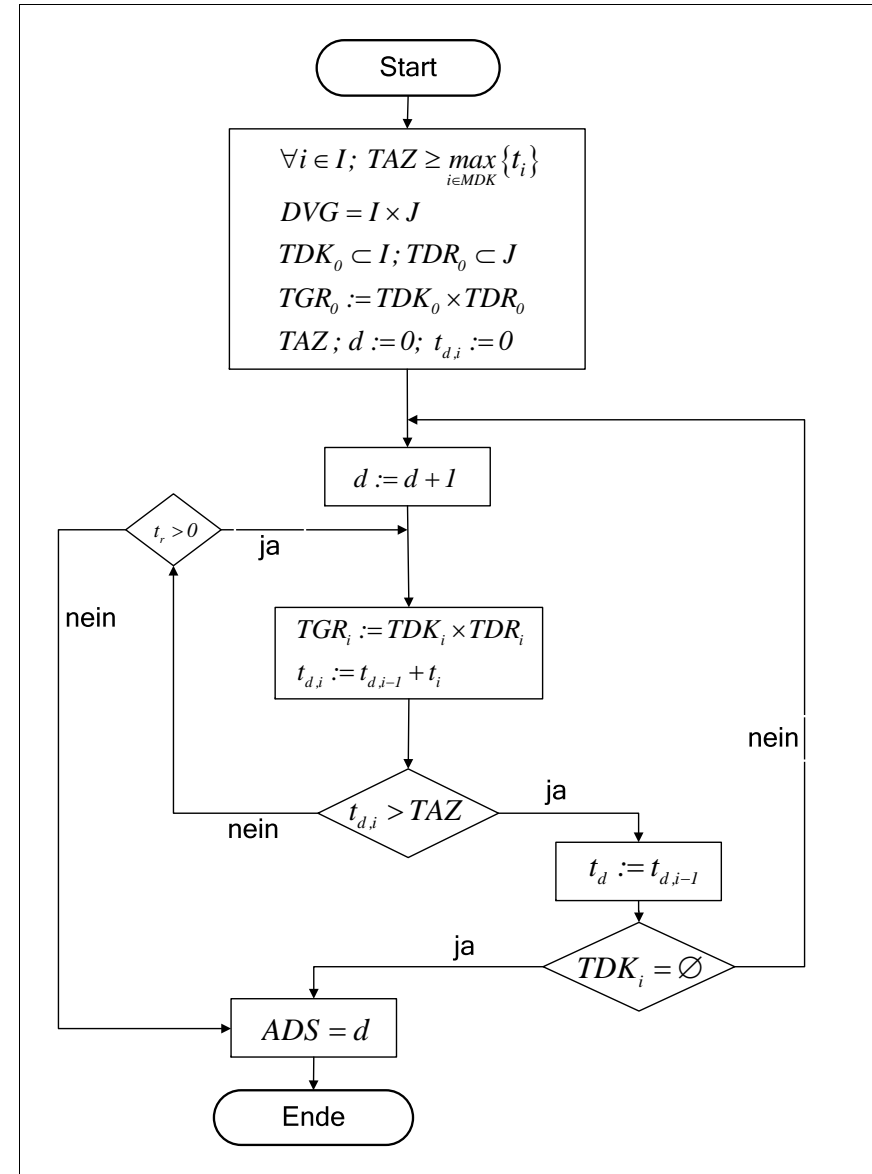 Start
∀i ∈ I; TAZ ≥ max{t_i}
i∈MDK
DVG = I × J
TDK_0 ⊂ I; TDR_0 ⊂ J
TGR_0 := TDK_0 × TDR_0
TAZ; d := 0; t_{d,i} := 0
d := d + 1
t_r > 0
ja
nein
TGR_i := TDK_i × TDR_i
t_{d,i} := t_{d,i−1} + t_i
nein
t_{d,i} > TAZ
ja
nein
t_d := t_{d,i−1}
ja
TDK_i = ∅
ADS = d
Ende